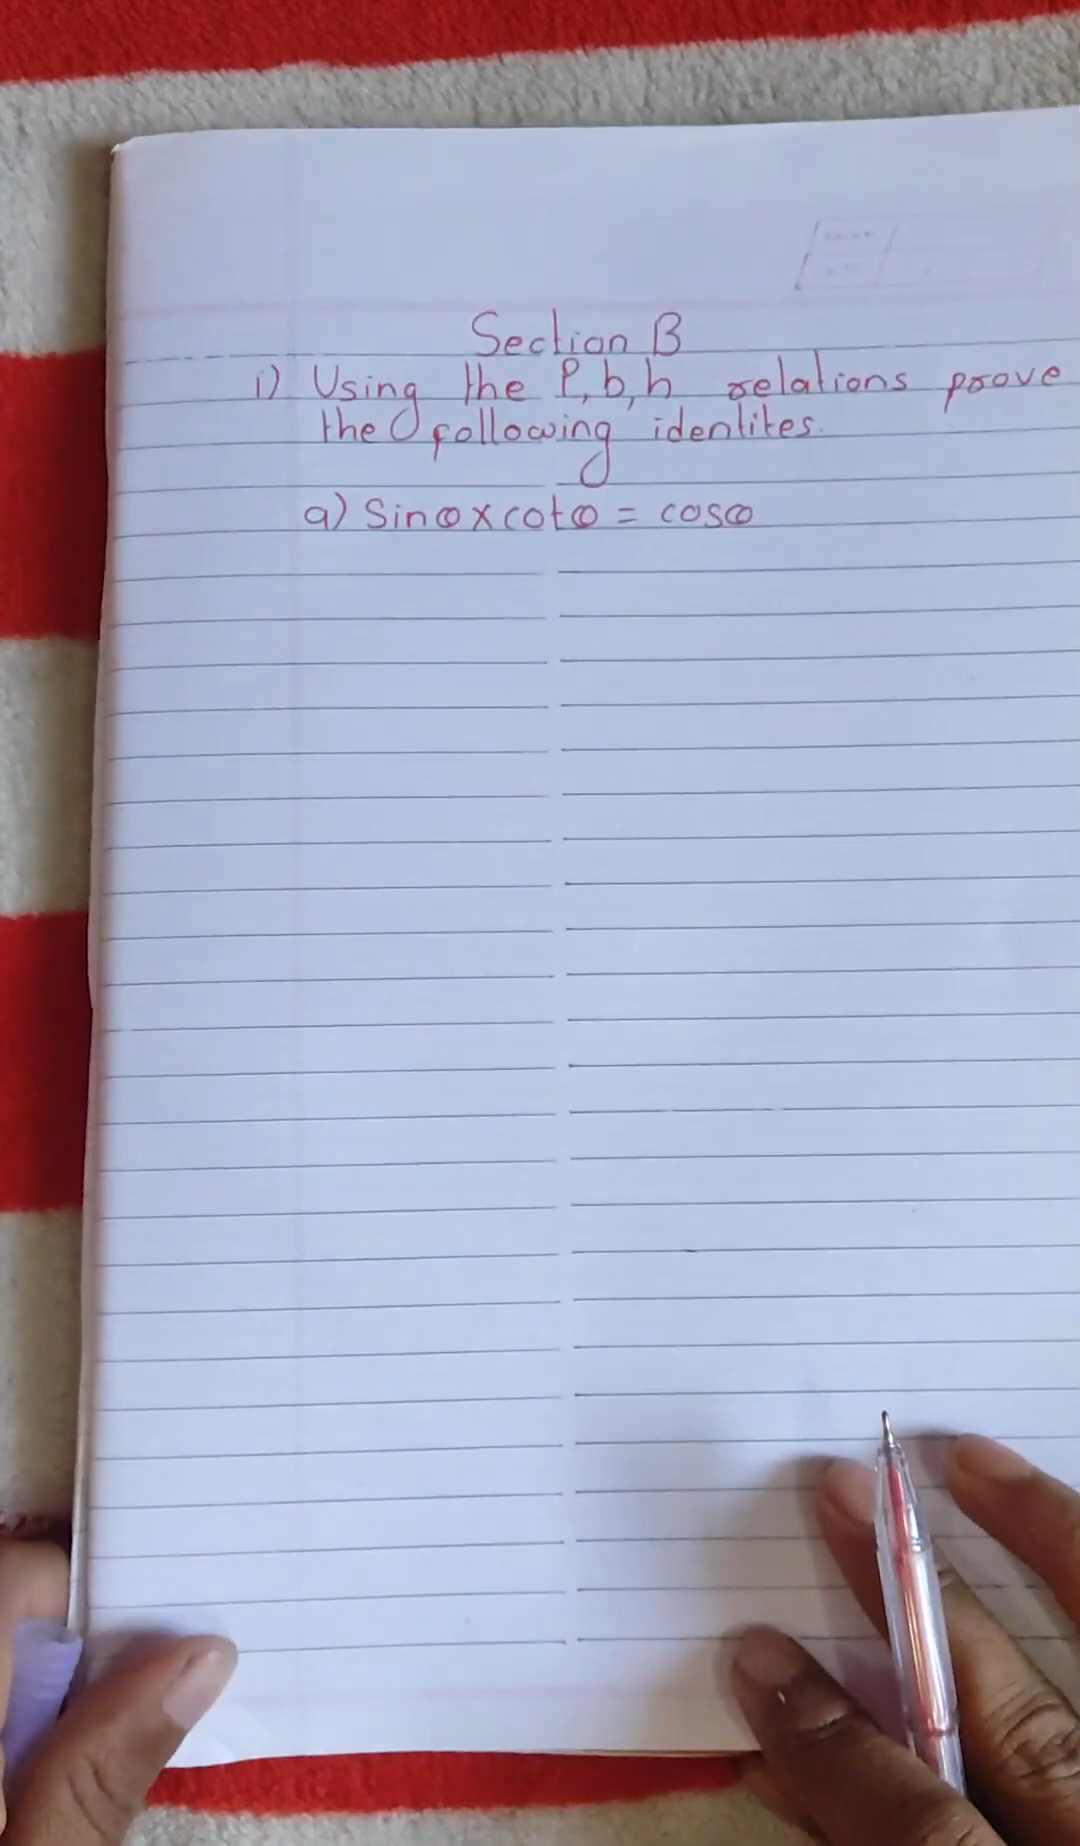 Section B
i) Using the P, b, h relations prove
the following identites.
a) Sinθ x cotθ = cosθ